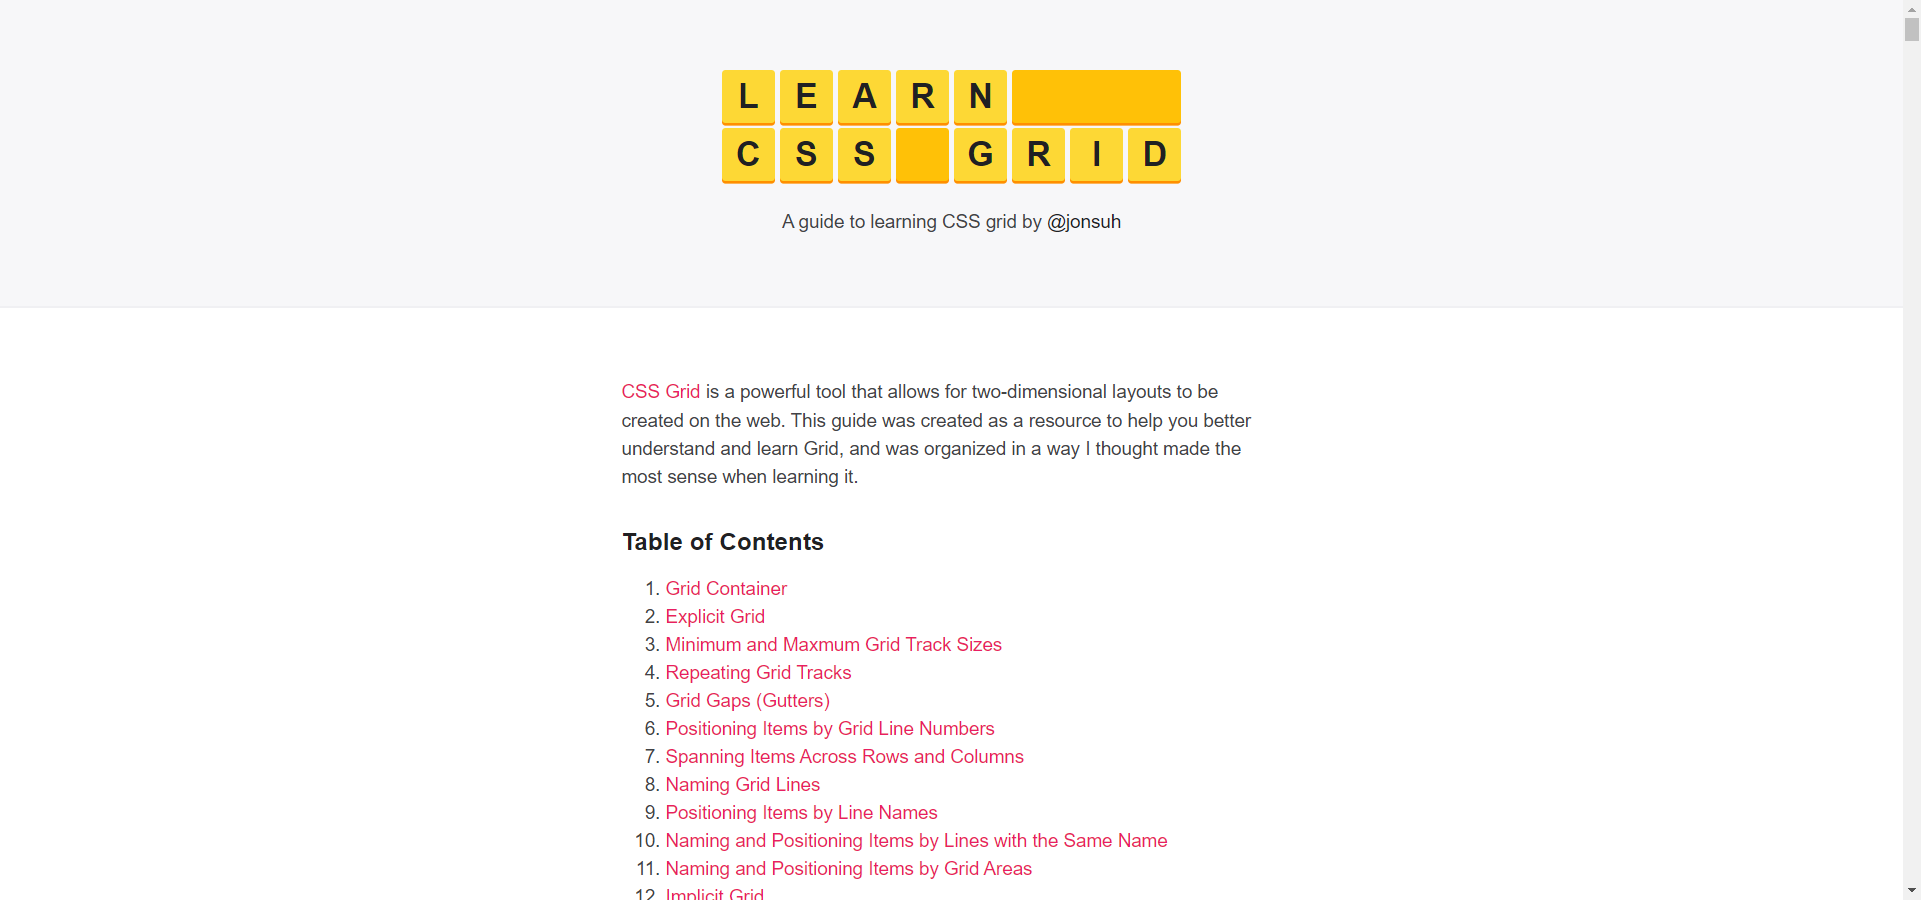 LEARN
CSS GRID
A guide to learning CSS grid by @jonsuh
CSS Grid is a powerful tool that allows for two-dimensional layouts to be
created on the web. This guide was created as a resource to help you better
understand and learn Grid, and was organized in a way I thought made the
most sense when learning it.
Table of Contents
1. Grid Container
2. Explicit Grid
3. Minimum and Maxmum Grid Track Sizes
4. Repeating Grid Tracks
5. Grid Gaps (Gutters)
6. Positioning Items by Grid Line Numbers
7. Spanning Items Across Rows and Columns
8. Naming Grid Lines
9. Positioning Items by Line Names
10. Naming and Positioning Items by Lines with the Same Name
11. Naming and Positioning Items by Grid Areas
12. Implicit Grid